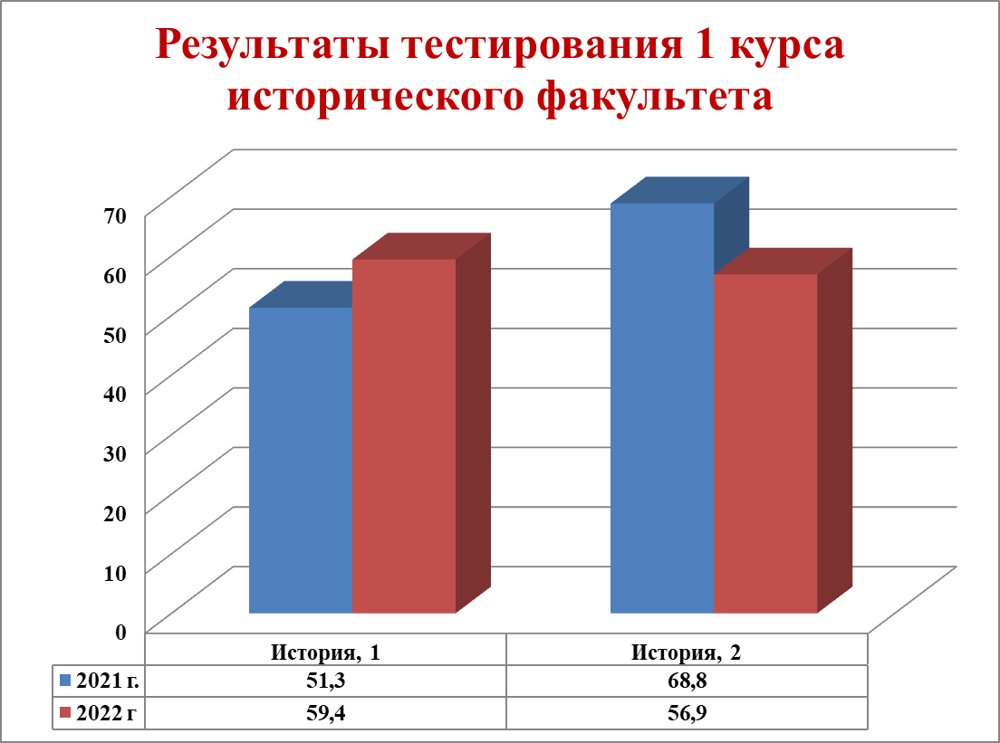 Результаты тестирования 1 курса
исторического факультета
70
60
50
40
30
20
10
0
История, 1 История, 2
2021 г. 51,3 68,8
2022 г 59,4 56,9